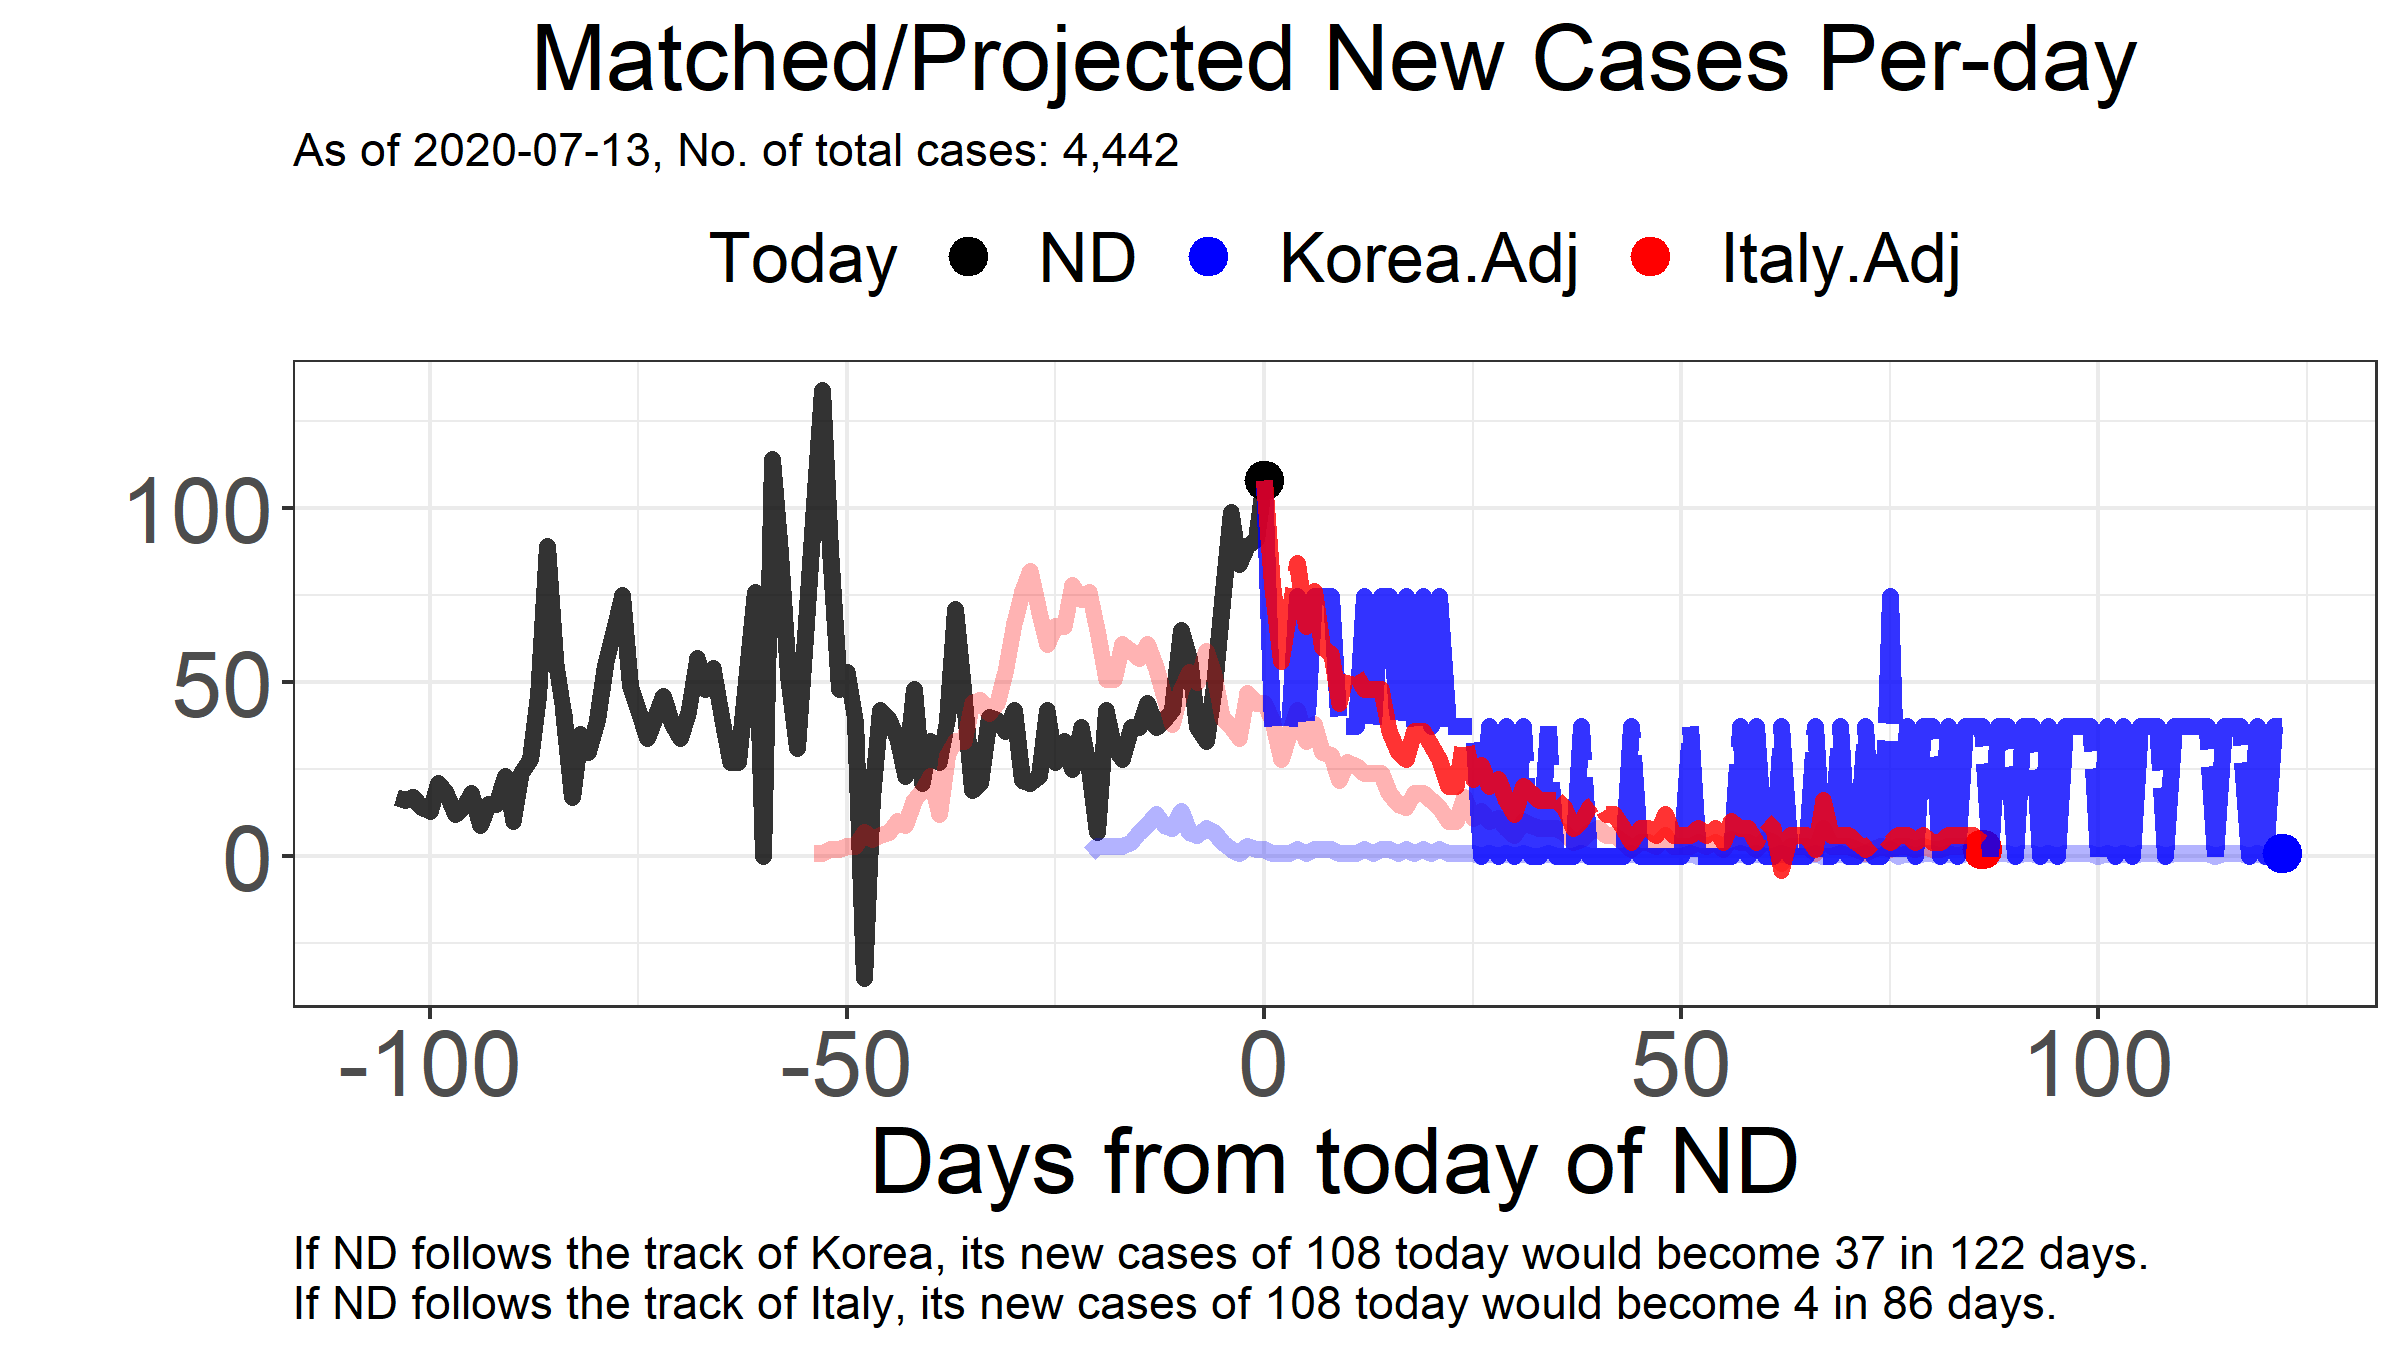 Matched/Projected New Cases Per-day
As of 2020-07-13, No. of total cases: 4,442
Today ND Korea.Adj Italy.Adj
100
50
0
-100 -50 0 50 100
Days from today of ND
If ND follows the track of Korea, its new cases of 108 today would become 37 in 122 days.
If ND follows the track of Italy, its new cases of 108 today would become 4 in 86 days.